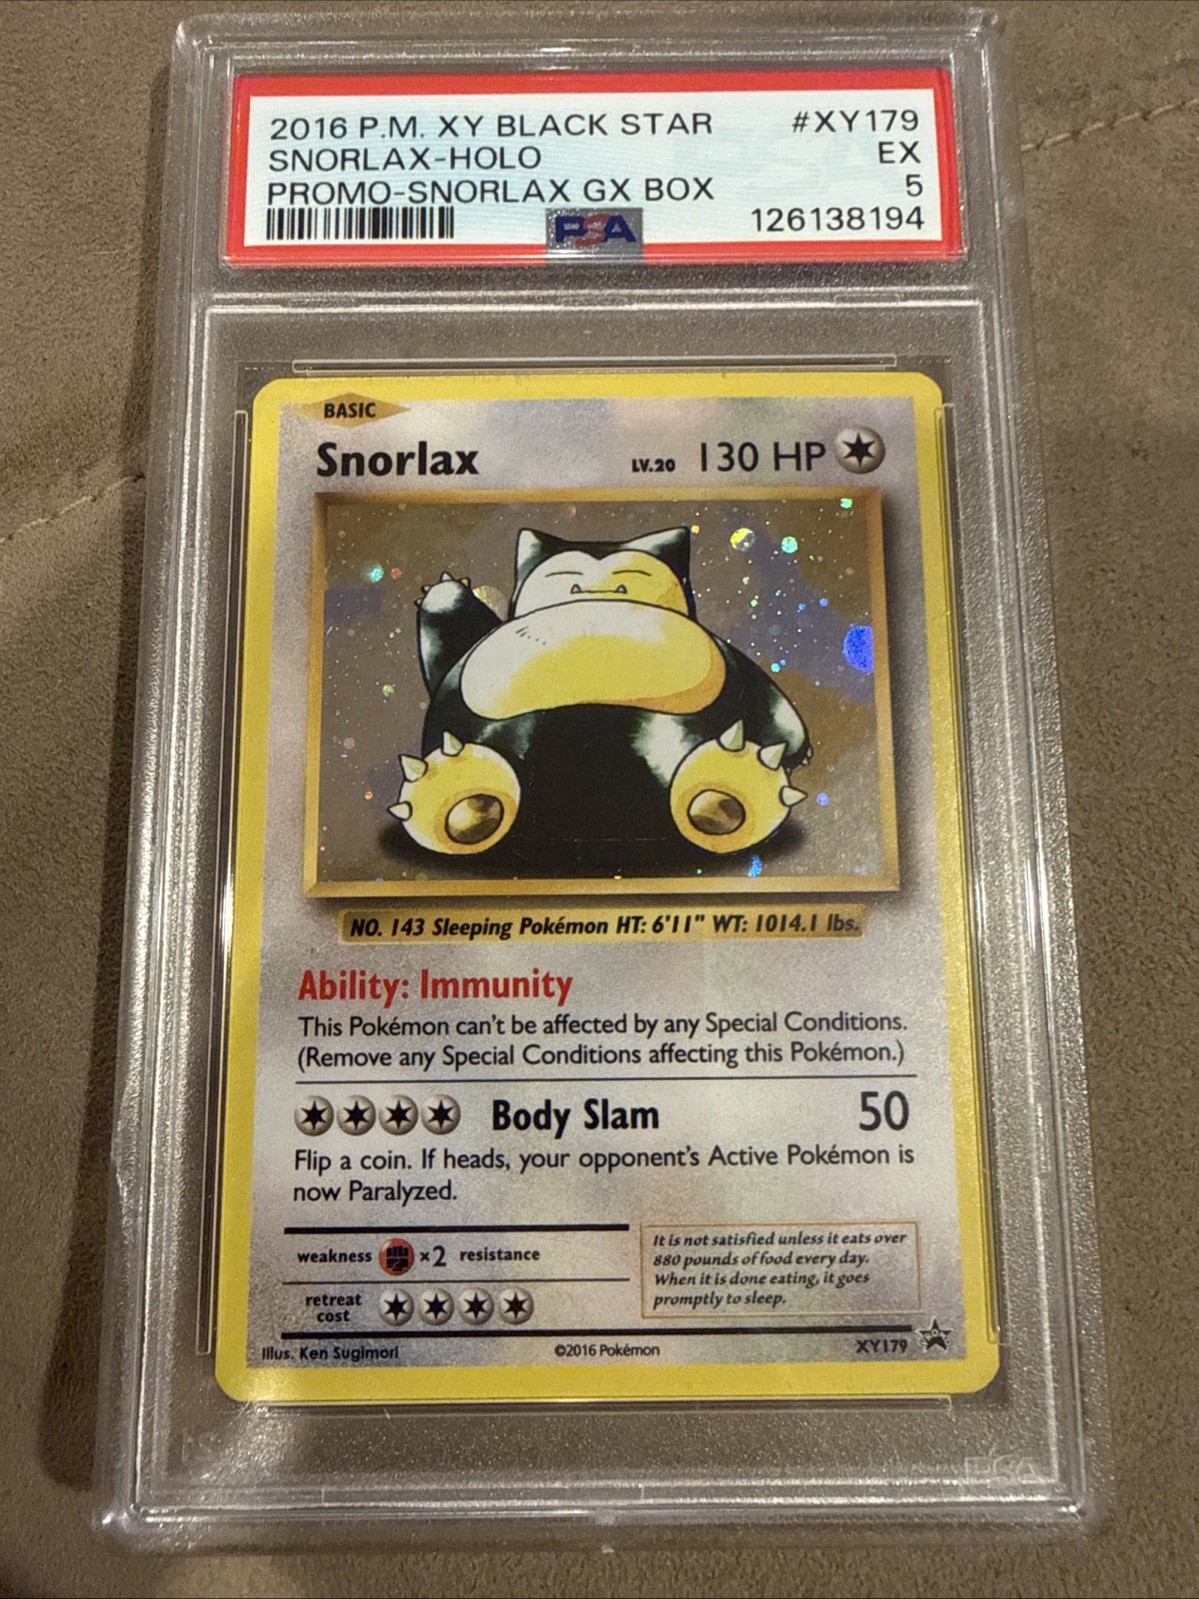 2016 P.M. XY BLACK STAR #XY179
SNORLAX-HOLO EX
PROMO-SNORLAX GX BOX 5
PSA 126138194
BASIC
Snorlax LV.20 130 HP
NO. 143 Sleeping Pokémon HT: 6'11" WT: 1014.1 lbs.
Ability: Immunity
This Pokémon can't be affected by any Special Conditions.
(Remove any Special Conditions affecting this Pokémon.)
Body Slam 50
Flip a coin. If heads, your opponent's Active Pokémon is
now Paralyzed.
weakness ×2 resistance
retreat
cost
It is not satisfied unless it eats over
880 pounds of food every day.
When it is done eating, it goes
promptly to sleep.
Illus. Ken Sugimori ©2016 Pokémon XY179
PSA